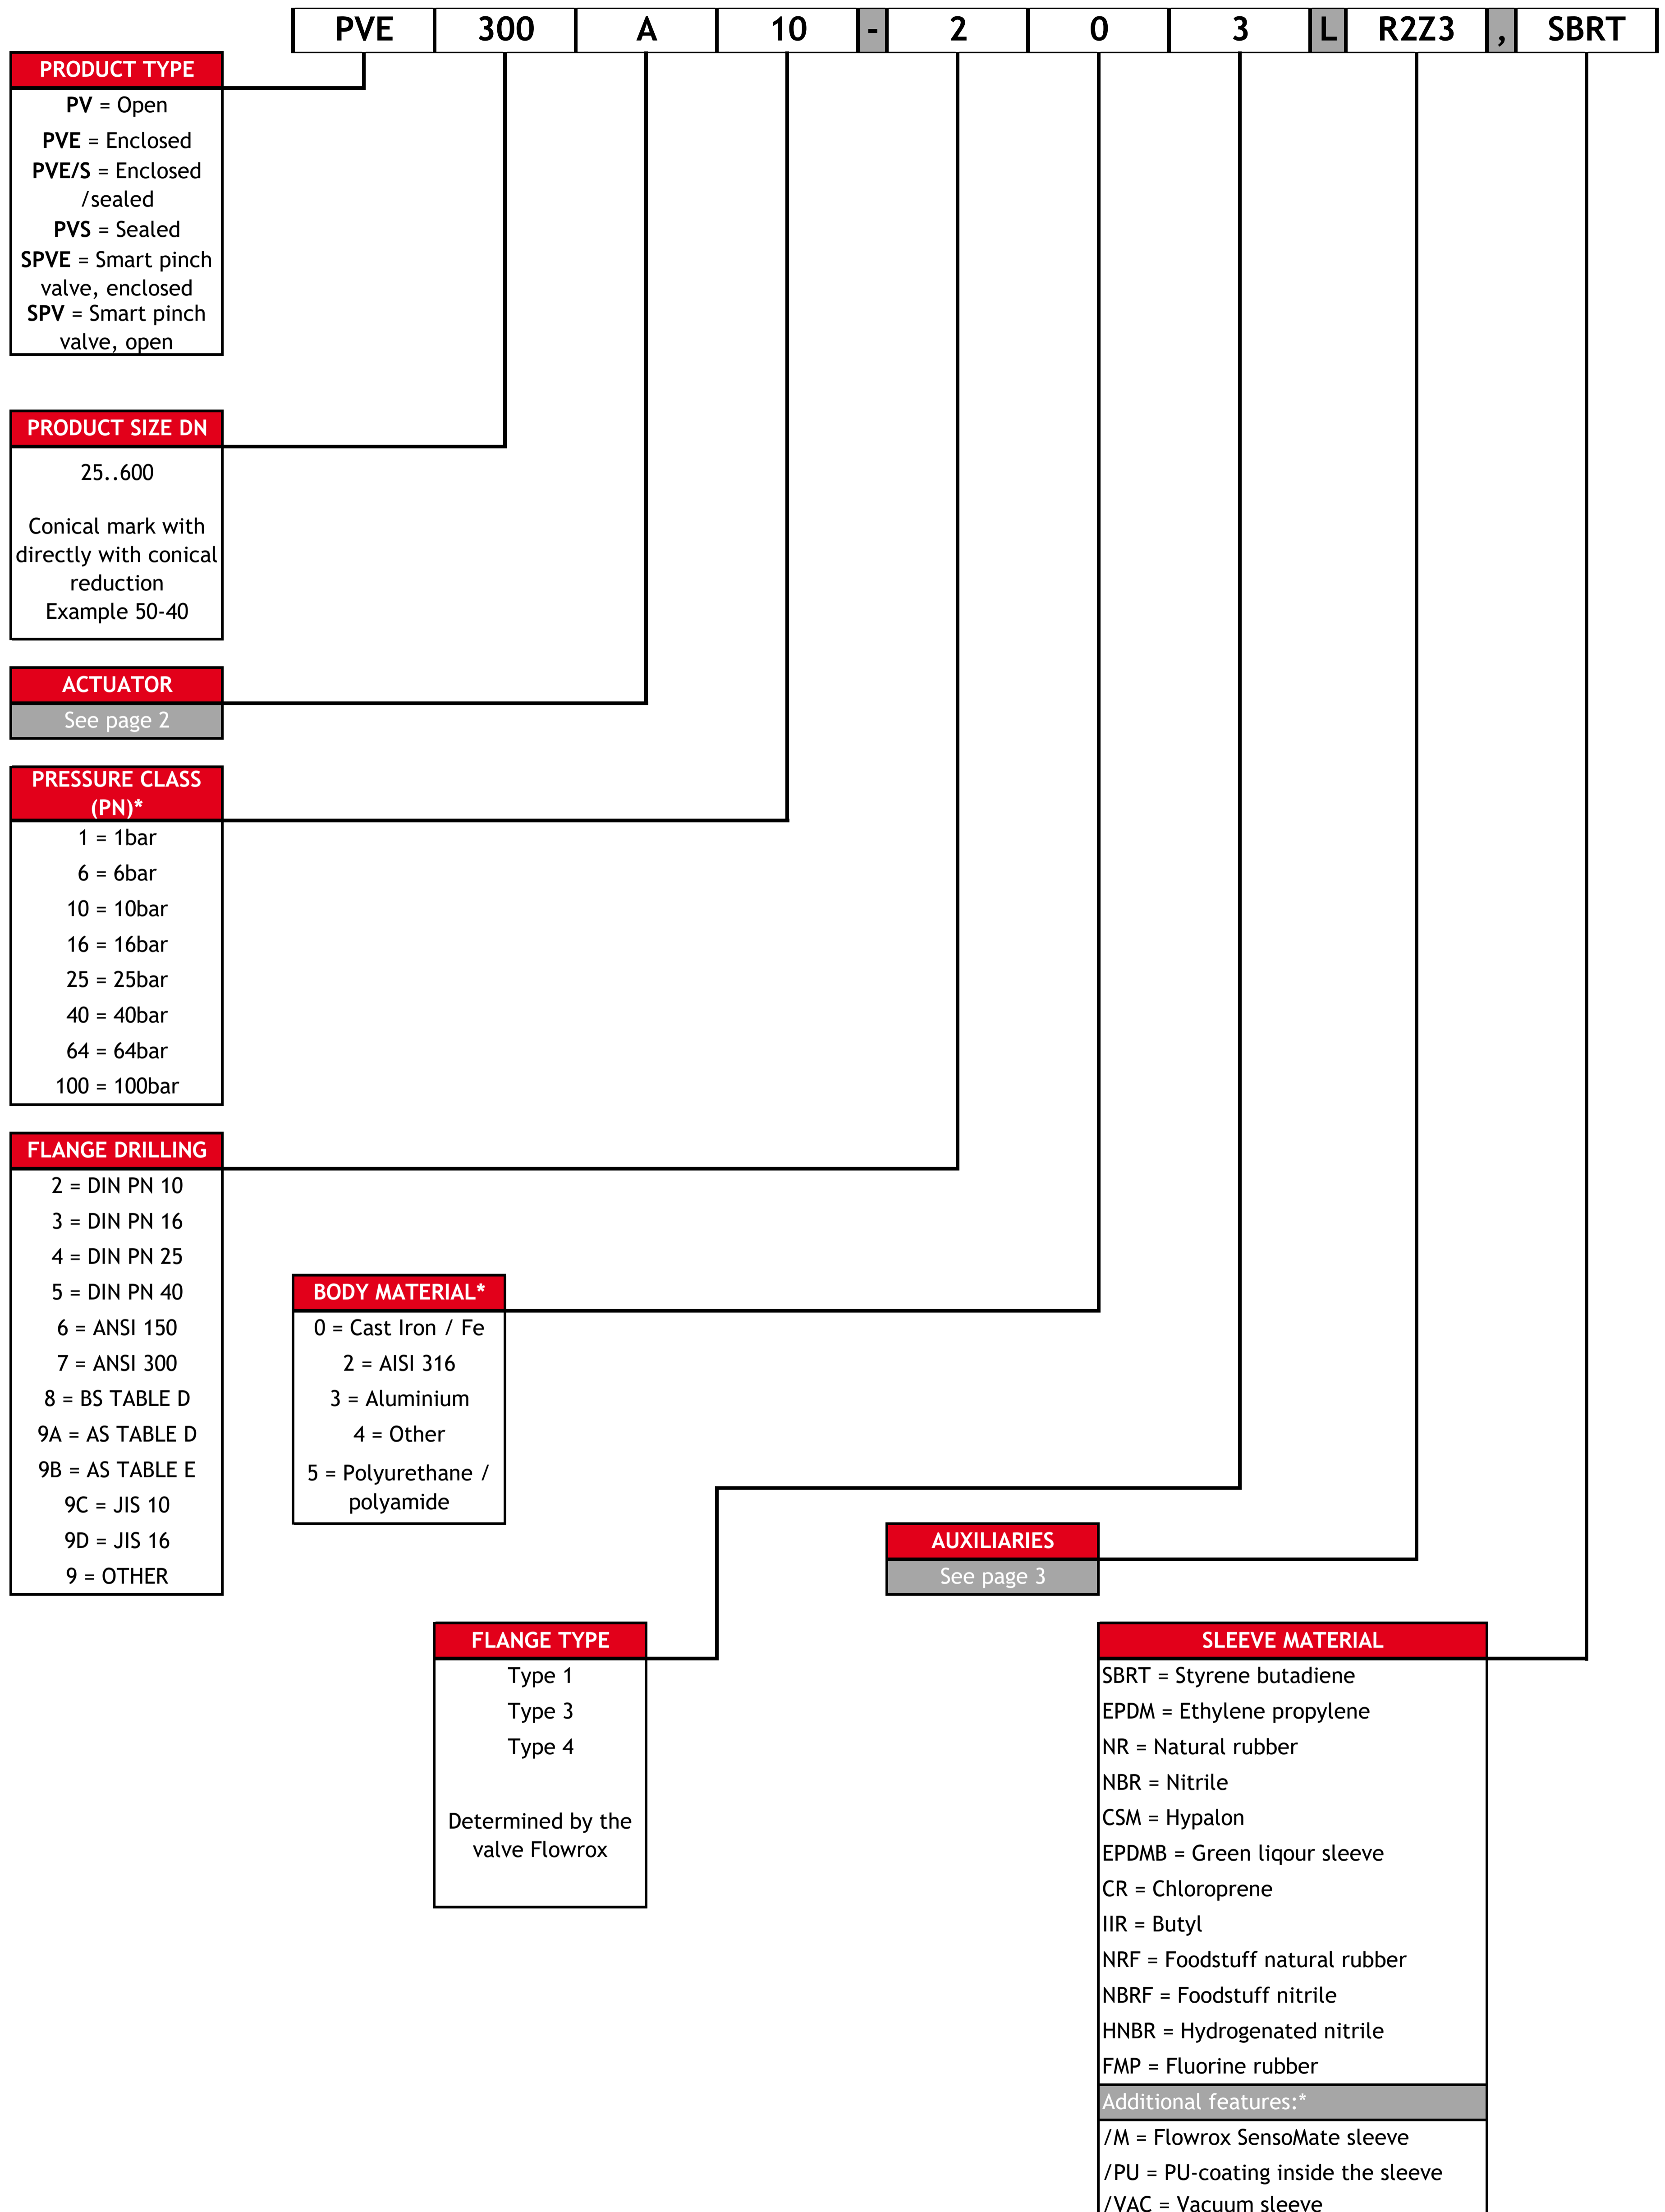 PVE 300 A 10 - 2 0 3 L R2Z3 , SBRT
PRODUCT TYPE
PV = Open
PVE = Enclosed
PVE/S = Enclosed
/sealed
PVS = Sealed
SPVE = Smart pinch
valve, enclosed
SPV = Smart pinch
valve, open
PRODUCT SIZE DN
25..600
Conical mark with
directly with conical
reduction
Example 50-40
ACTUATOR
See page 2
PRESSURE CLASS
(PN)*
1 = 1bar
6 = 6bar
10 = 10bar
16 = 16bar
25 = 25bar
40 = 40bar
64 = 64bar
100 = 100bar
FLANGE DRILLING
2 = DIN PN 10
3 = DIN PN 16
4 = DIN PN 25
5 = DIN PN 40
6 = ANSI 150
7 = ANSI 300
8 = BS TABLE D
9A = AS TABLE D
9B = AS TABLE E
9C = JIS 10
9D = JIS 16
9 = OTHER
BODY MATERIAL*
0 = Cast Iron / Fe
2 = AISI 316
3 = Aluminium
4 = Other
5 = Polyurethane /
polyamide
AUXILIARIES
See page 3
FLANGE TYPE
Type 1
Type 3
Type 4
Determined by the
valve Flowrox
SLEEVE MATERIAL
SBRT = Styrene butadiene
EPDM = Ethylene propylene
NR = Natural rubber
NBR = Nitrile
CSM = Hypalon
EPDMB = Green liqour sleeve
CR = Chloroprene
IIR = Butyl
NRF = Foodstuff natural rubber
NBRF = Foodstuff nitrile
HNBR = Hydrogenated nitrile
FMP = Fluorine rubber
Additional features:*
/M = Flowrox SensoMate sleeve
/PU = PU-coating inside the sleeve
/VAC = Vacuum sleeve